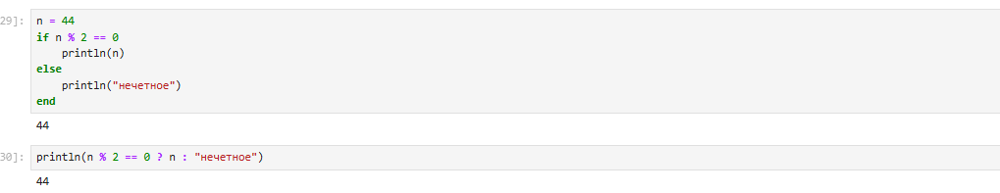 29]:
n = 44
if n % 2 == 0
    println(n)
else
    println("нечетное")
end
44
30]:
println(n % 2 == 0 ? n : "нечетное")
44